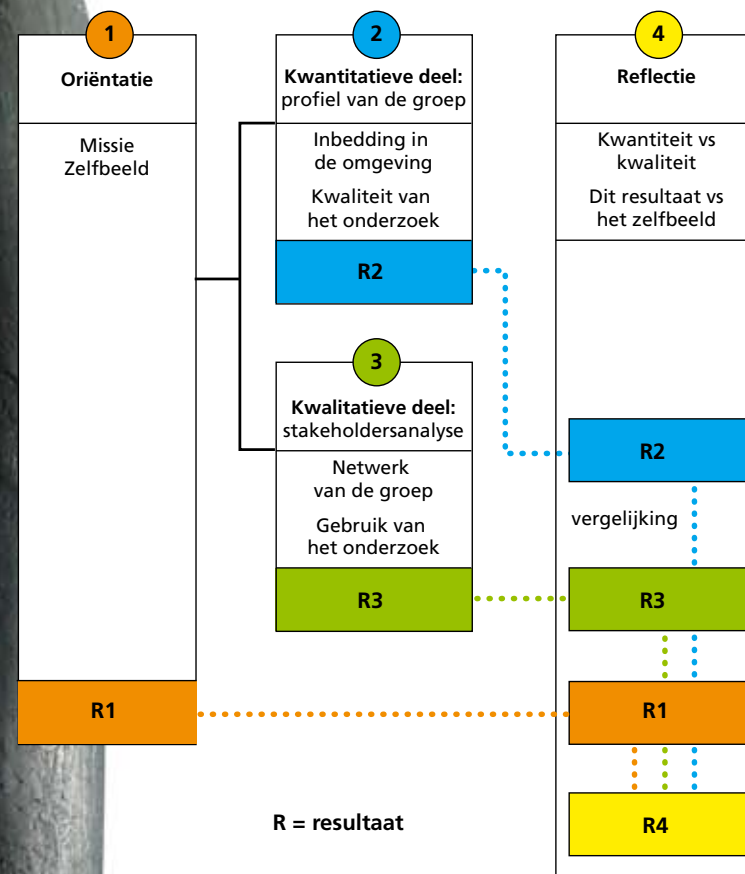 1
Oriëntatie
Missie
Zelfbeeld
R1
2
Kwantitatieve deel:
profiel van de groep
Inbedding in
de omgeving
Kwaliteit van
het onderzoek
R2
3
Kwalitatieve deel:
stakeholdersanalyse
Netwerk
van de groep
Gebruik van
het onderzoek
R3
4
Reflectie
Kwantiteit vs
kwaliteit
Dit resultaat vs
het zelfbeeld
R2
vergelijking
R3
R1
R4
R = resultaat